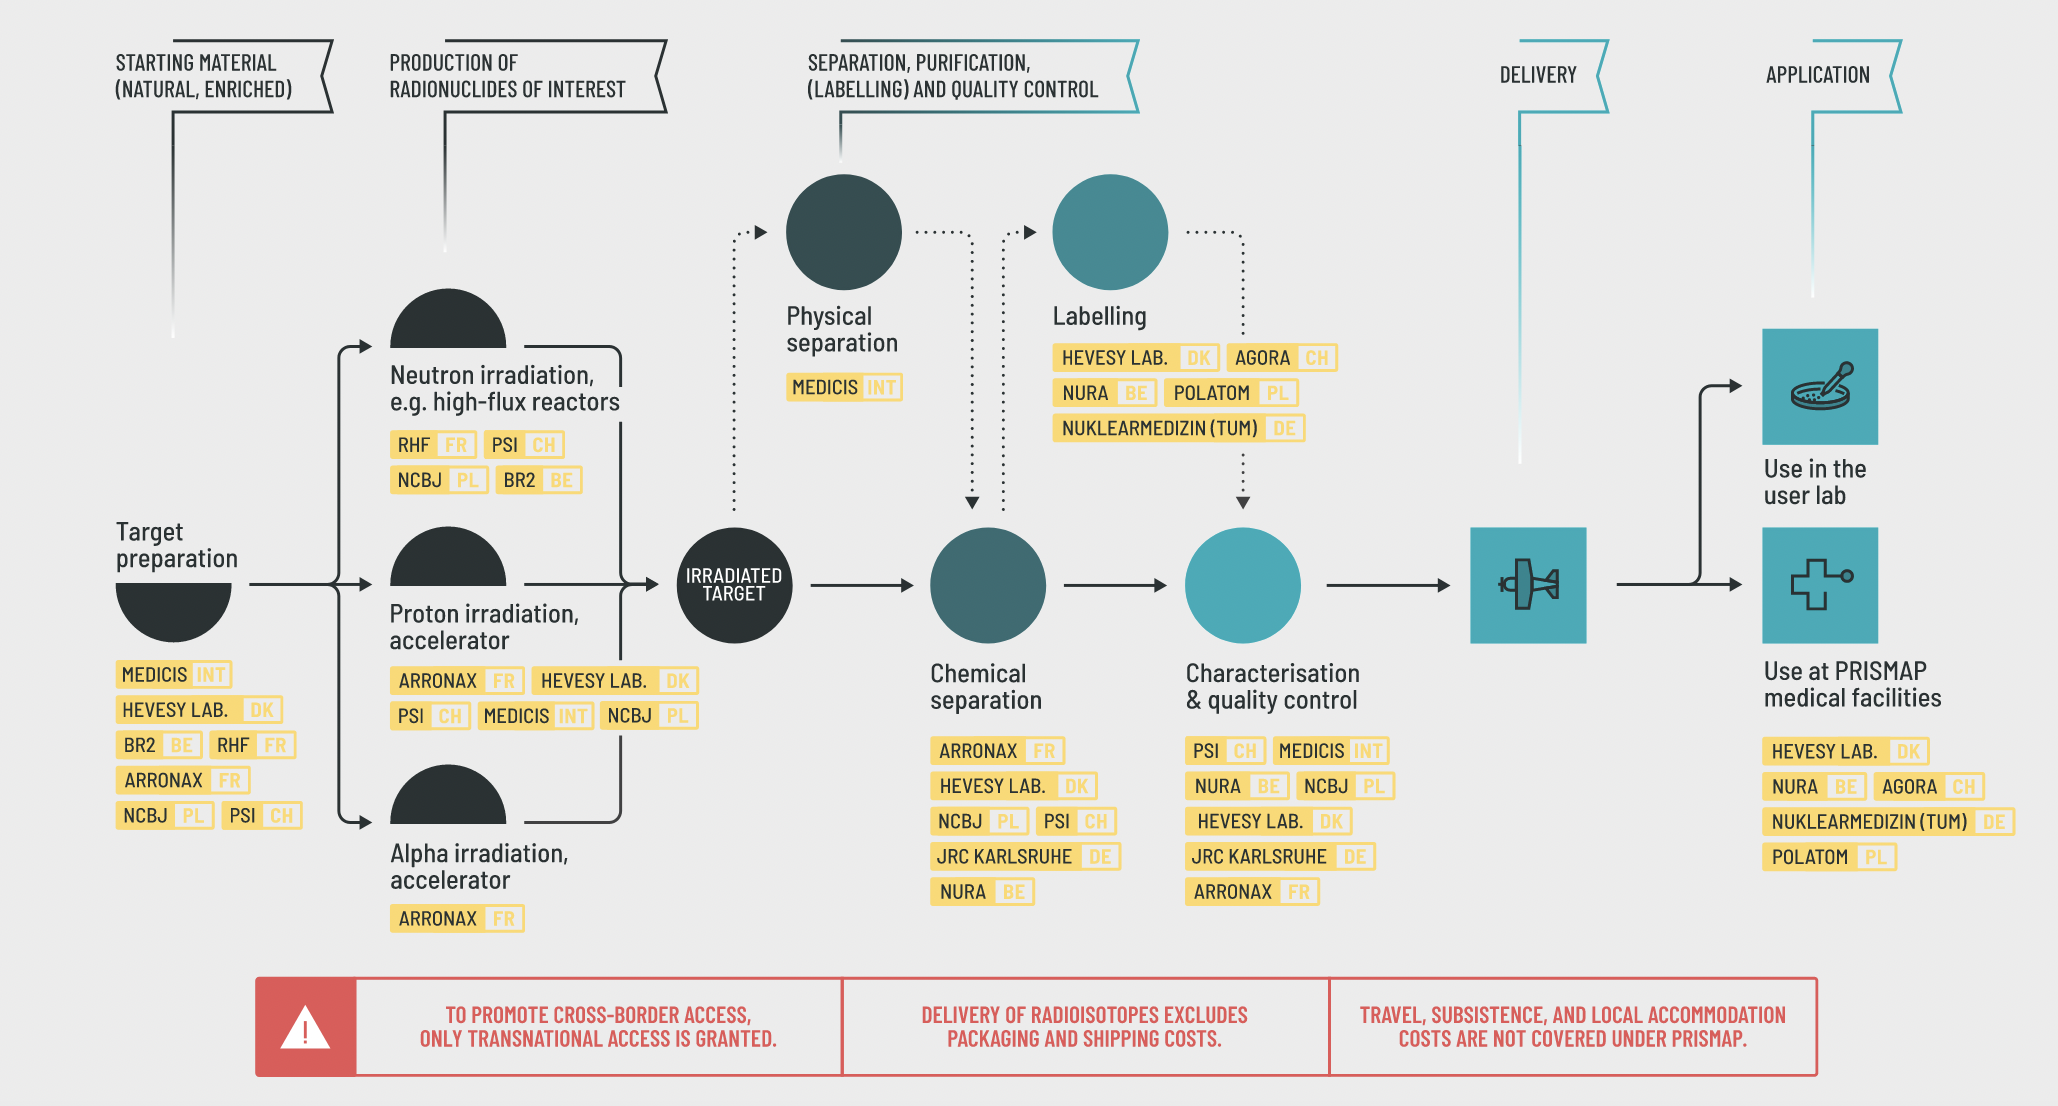 STARTING MATERIAL
(NATURAL, ENRICHED)
PRODUCTION OF
RADIONUCLIDES OF INTEREST
SEPARATION, PURIFICATION,
(LABELLING) AND QUALITY CONTROL
DELIVERY
APPLICATION
Target
preparation
MEDICIS INT
HEVESY LAB. DK
BR2 BE RHF FR
ARRONAX FR
NCBJ PL PSI CH
Neutron irradiation,
e.g. high-flux reactors
RHF FR PSI CH
NCBJ PL BR2 BE
Proton irradiation,
accelerator
ARRONAX FR HEVESY LAB. DK
PSI CH MEDICIS INT NCBJ PL
Alpha irradiation,
accelerator
ARRONAX FR
IRRADIATED
TARGET
Physical
separation
MEDICIS INT
Chemical
separation
ARRONAX FR
HEVESY LAB. DK
NCBJ PL PSI CH
JRC KARLSRUHE DE
NURA BE
Labelling
HEVESY LAB. DK AGORA CH
NURA BE POLATOM PL
NUKLEARMEDIZIN (TUM) DE
Characterisation
& quality control
PSI CH MEDICIS INT
NURA BE NCBJ PL
HEVESY LAB. DK
JRC KARLSRUHE DE
ARRONAX FR
Use in the
user lab
Use at PRISMAP
medical facilities
HEVESY LAB. DK
NURA BE AGORA CH
NUKLEARMEDIZIN (TUM) DE
POLATOM PL
TO PROMOTE CROSS-BORDER ACCESS,
ONLY TRANSNATIONAL ACCESS IS GRANTED.
DELIVERY OF RADIOISOTOPES EXCLUDES
PACKAGING AND SHIPPING COSTS.
TRAVEL, SUBSISTENCE, AND LOCAL ACCOMMODATION
COSTS ARE NOT COVERED UNDER PRISMAP.